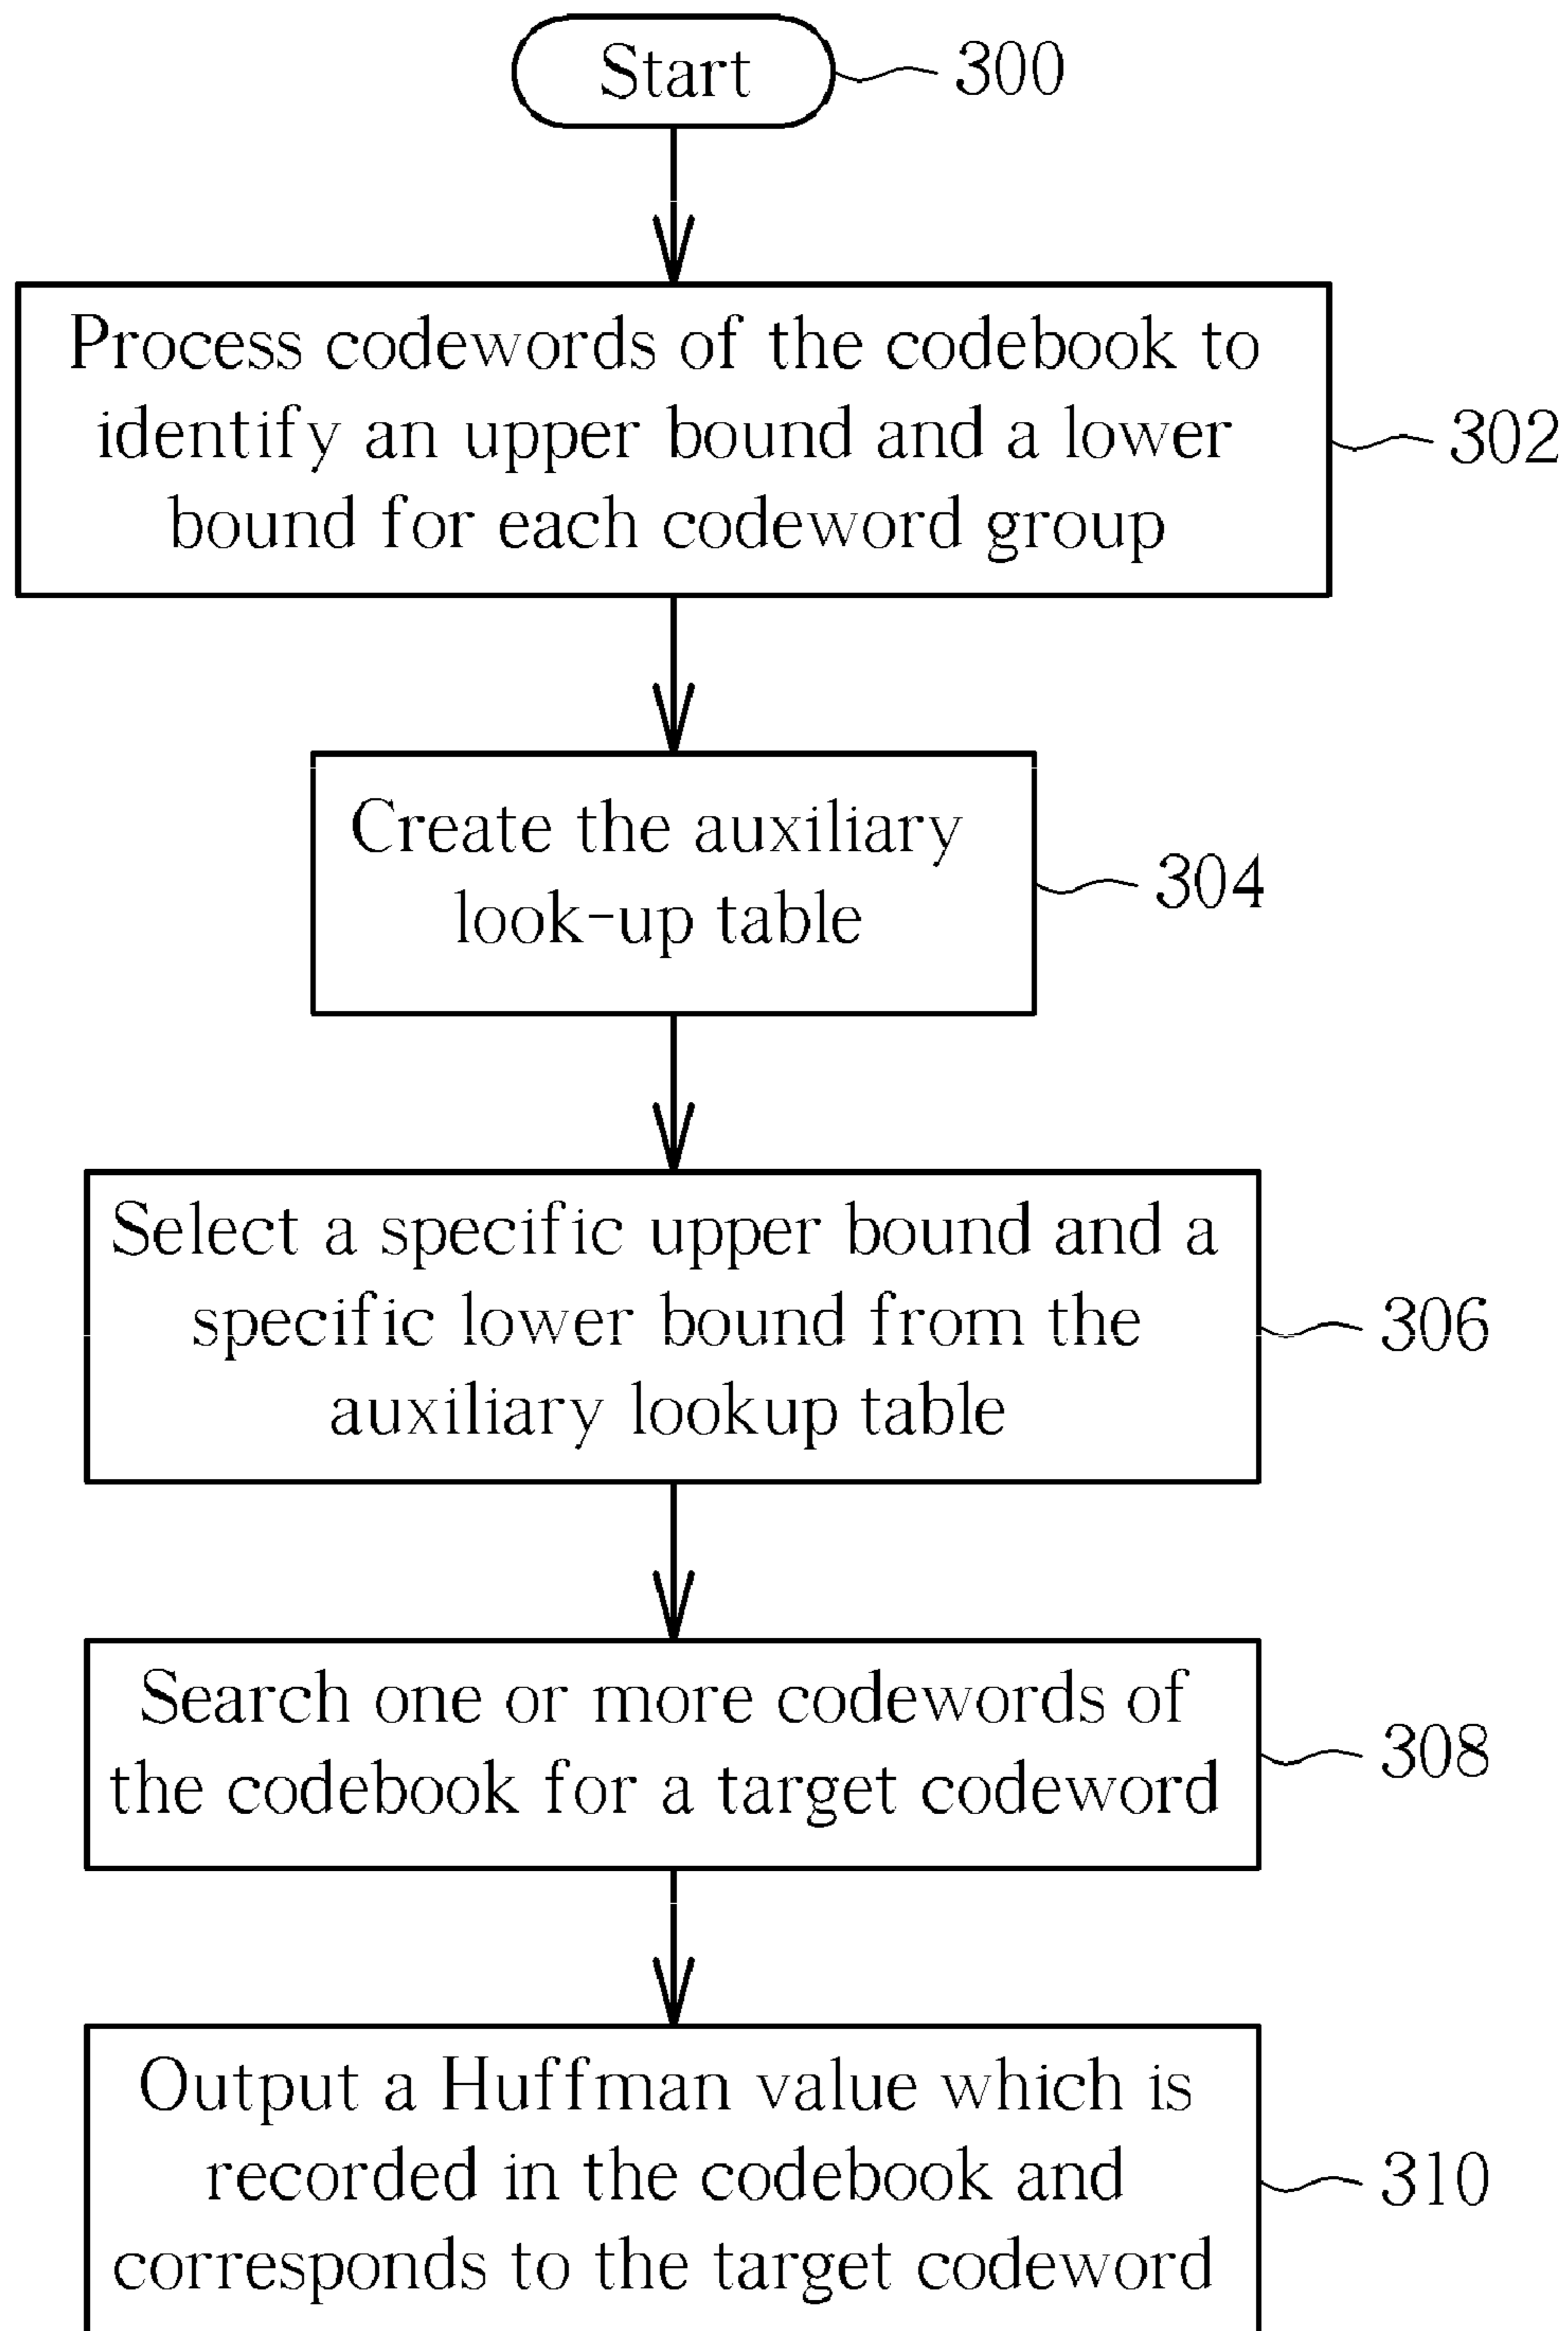 Start
300
Process codewords of the codebook to
identify an upper bound and a lower
bound for each codeword group
302
Create the auxiliary
look-up table
304
Select a specific upper bound and a
specific lower bound from the
auxiliary lookup table
306
Search one or more codewords of
the codebook for a target codeword
308
Output a Huffman value which is
recorded in the codebook and
corresponds to the target codeword
310